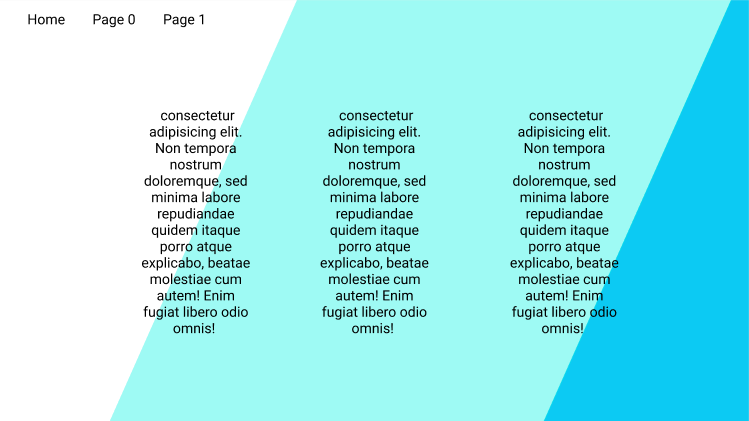 Home Page 0 Page 1
consectetur
adipisicing elit.
Non tempora
nostrum
doloremque, sed
minima labore
repudiandae
quidem itaque
porro atque
explicabo, beatae
molestiae cum
autem! Enim
fugiat libero odio
omnis!
consectetur
adipisicing elit.
Non tempora
nostrum
doloremque, sed
minima labore
repudiandae
quidem itaque
porro atque
explicabo, beatae
molestiae cum
autem! Enim
fugiat libero odio
omnis!
consectetur
adipisicing elit.
Non tempora
nostrum
doloremque, sed
minima labore
repudiandae
quidem itaque
porro atque
explicabo, beatae
molestiae cum
autem! Enim
fugiat libero odio
omnis!